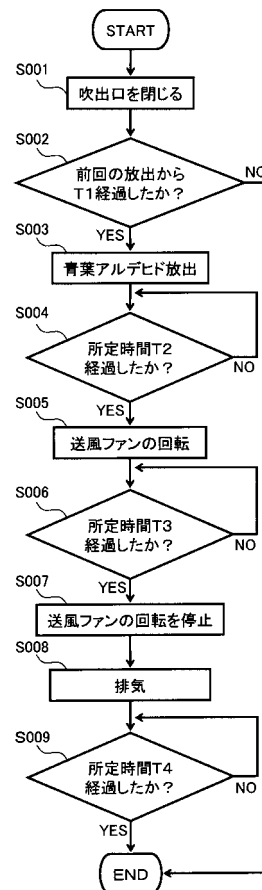 START
S001
吹出口を閉じる
S002
前回の放出から
T1経過したか？
NO
YES
S003
青葉アルデヒド放出
S004
所定時間T2
経過したか？
NO
YES
S005
送風ファンの回転
S006
所定時間T3
経過したか？
NO
YES
S007
送風ファンの回転を停止
S008
排気
S009
所定時間T4
経過したか？
NO
YES
END